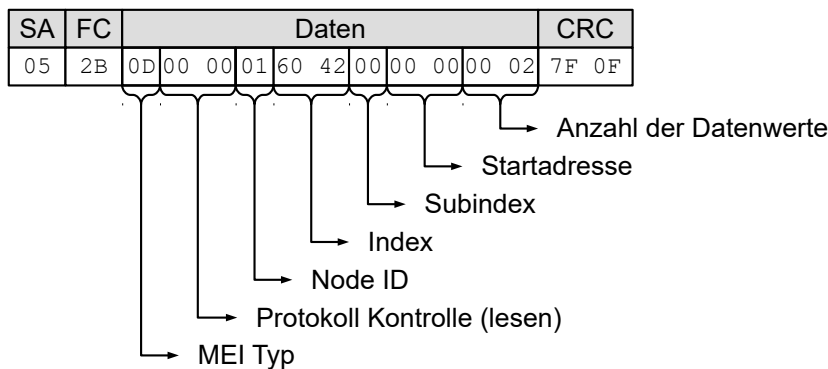 SA FC Daten CRC
05 2B 0D 00 00 01 60 42 00 00 00 00 02 7F 0F
Anzahl der Datenwerte
Startadresse
Subindex
Index
Node ID
Protokoll Kontrolle (lesen)
MEI Typ